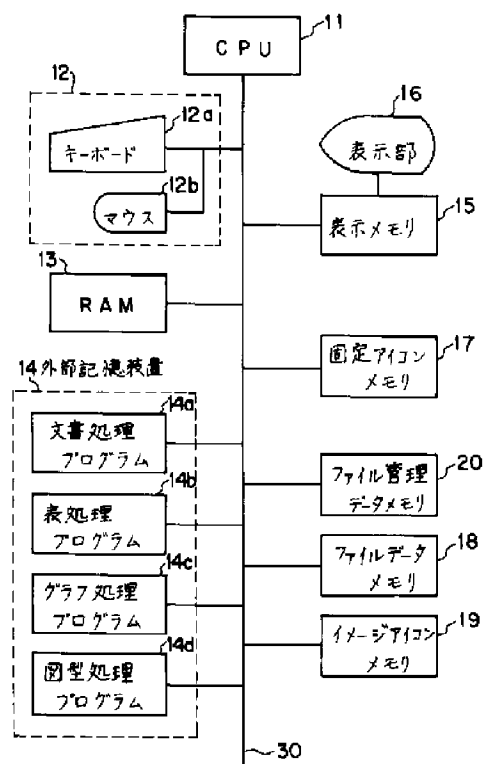 CPU
11
12
12a
キーボード
12b
マウス
16
表示部
15
表示メモリ
13
RAM
17
固定アイコン
メモリ
14 外部記憶装置
14a
文書処理
プログラム
14b
表処理
プログラム
14c
グラフ処理
プログラム
14d
図型処理
プログラム
ファイル管理
データメモリ
20
ファイルデータ
メモリ
18
イメージアイコン
メモリ
19
30